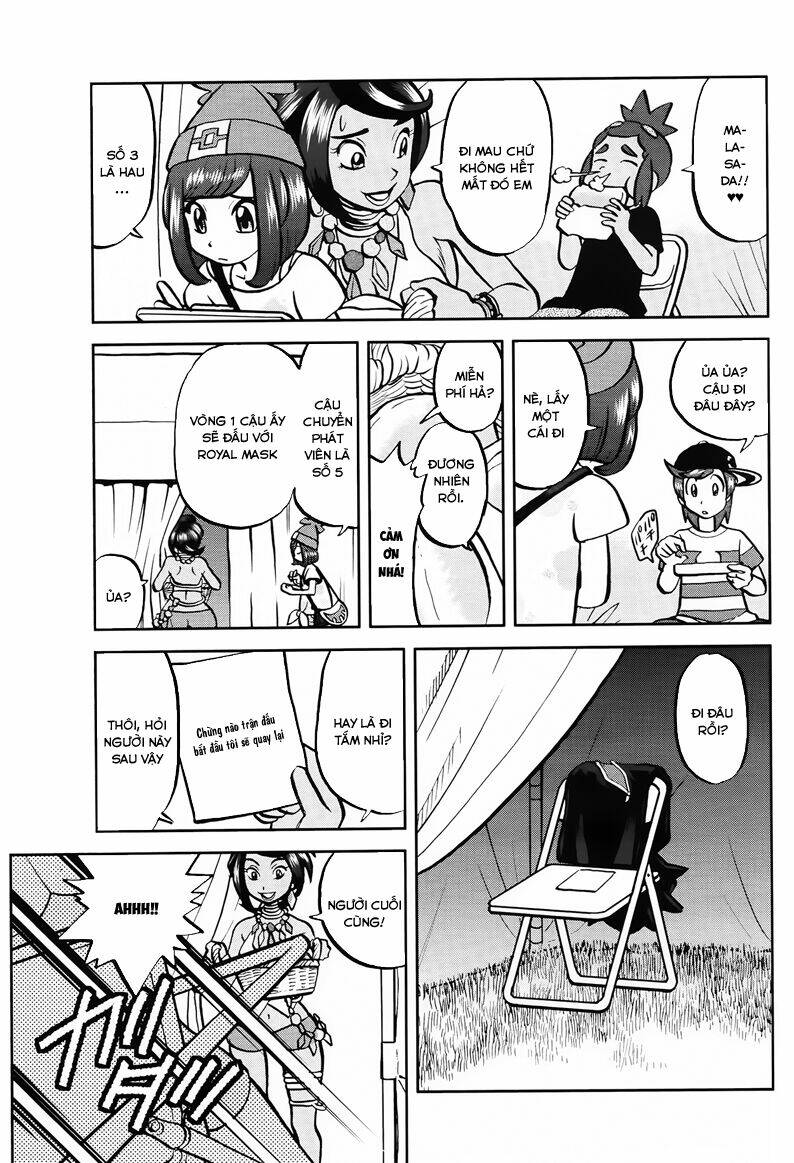 MA-
LA-
SA-
DA!!
♥♥
ĐI MAU CHỨ
KHÔNG HẾT
MẤT ĐÓ EM
SỐ 3
LÀ HAU
...
ỦA ỦA?
CẬU ĐI
ĐÂU ĐÂY?
NÈ, LẤY
MỘT
CÁI ĐI
MIỄN
PHÍ HẢ?
ĐƯƠNG
NHIÊN
RỒI.
CẢM
ƠN
NHÁ!
CẬU
CHUYỂN
PHÁT
VIÊN LÀ
SỐ 5
VÒNG 1 CẬU ẤY
SẼ ĐẤU VỚI
ROYAL MASK
ỦA?
ĐI ĐÂU
RỒI?
HAY LÀ ĐI
TẮM NHỈ?
Chừng nào trận đấu
bắt đầu tôi sẽ quay lại
THÔI, HỎI
NGƯỜI NÀY
SAU VẬY
NGƯỜI CUỐI
CÙNG!
AHHH!!
ガタ